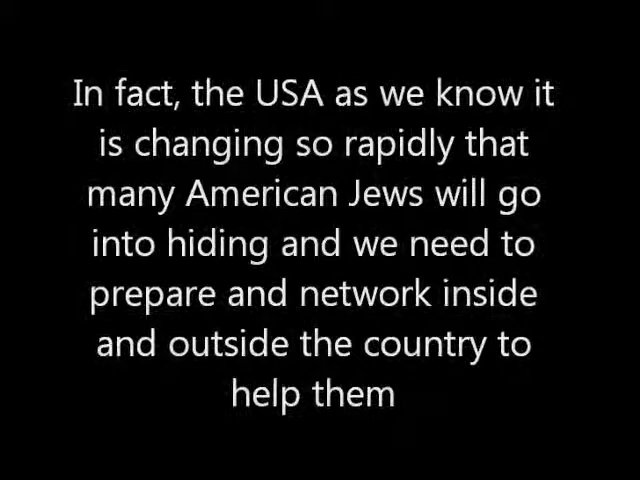 In fact, the USA as we know it
is changing so rapidly that
many American Jews will go
into hiding and we need to
prepare and network inside
and outside the country to
help them